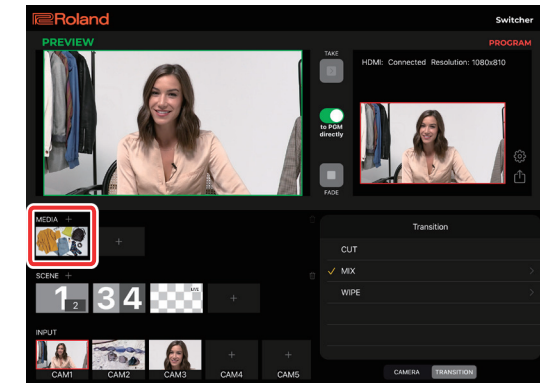 Roland
Switcher
PREVIEW
PROGRAM
TAKE
HDMI: Connected Resolution: 1080x810
to PGM
directly
FADE
MEDIA +
+
Transition
CUT
✓ MIX >
WIPE >
SCENE +
1 2
3 4
LIVE
+
INPUT
+
+
CAM1
CAM2
CAM3
CAM4
CAM5
CAMERA
TRANSITION